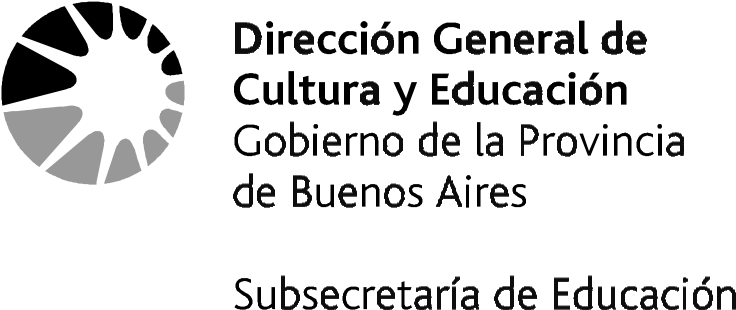 Dirección General de
Cultura y Educación
Gobierno de la Provincia
de Buenos Aires
Subsecretaría de Educación